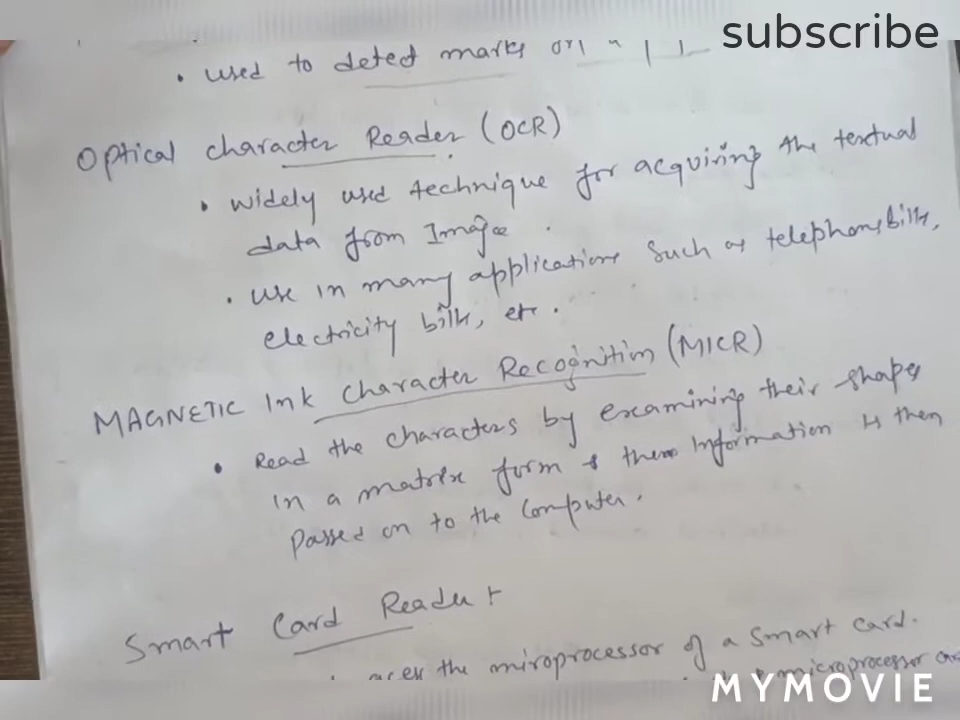 subscribe
• used to detect marks on
Optical character Reader (OCR)
• widely used technique for acquiring the textual
data from Image.
• use in many applications such as telephone bills,
electricity bills, etc.
MAGNETIC Ink Character Recognition (MICR)
• Read the characters by examining their shapes
in a matrix form & then Information is then
passed on to the computer.
Smart Card Reader
the miroprocessor of a smart card.
microprocessor
MYMOVIE